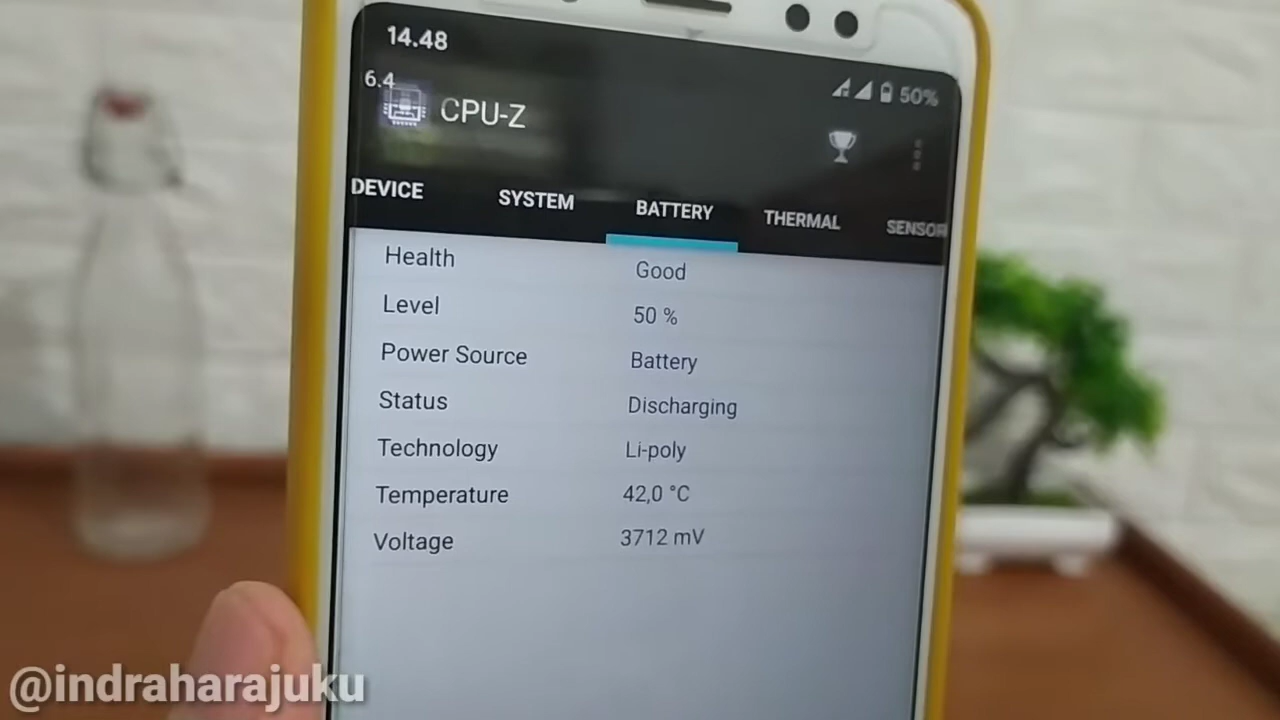 14.48
50%
6.4
CPU-Z
DEVICE SYSTEM BATTERY THERMAL SENSOR
Health Good
Level 50 %
Power Source Battery
Status Discharging
Technology Li-poly
Temperature 42,0 °C
Voltage 3712 mV
@indraharajuku